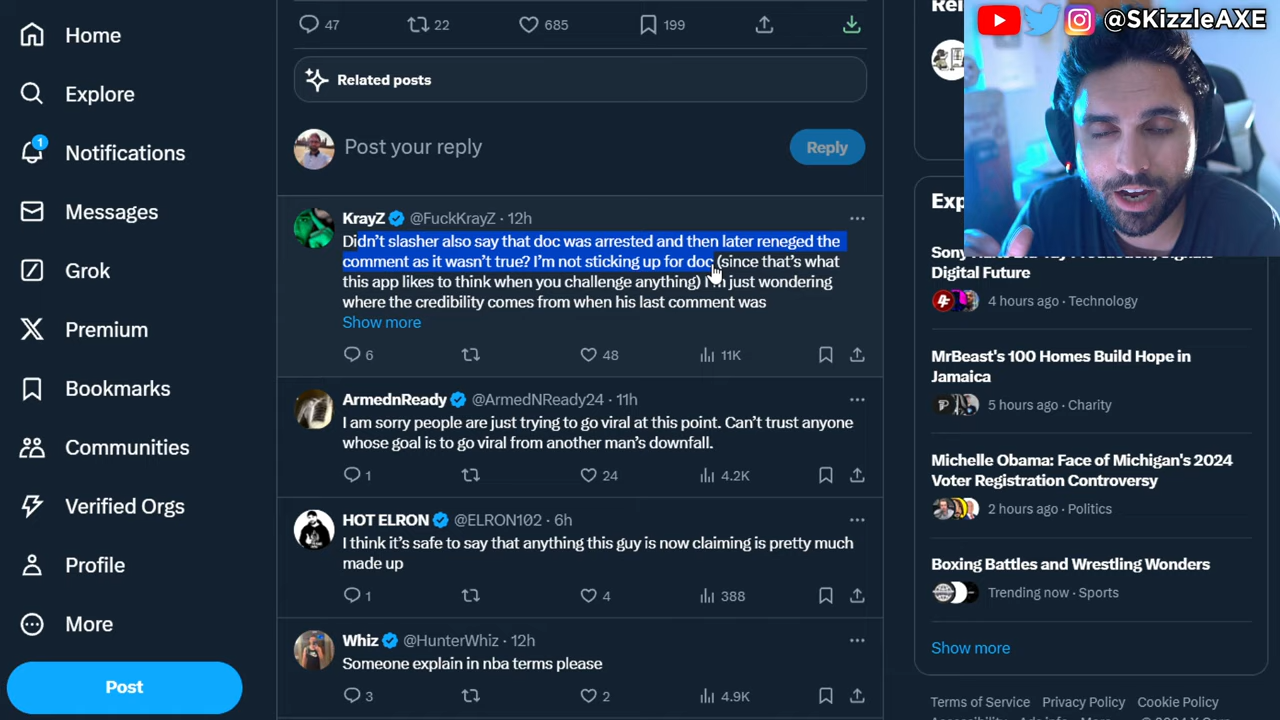 Home
Explore
1
Notifications
Messages
Grok
Premium
Bookmarks
Communities
Verified Orgs
Profile
More
Post
47 22 685 199
Related posts
Post your reply
Reply
KrayZ @FuckKrayZ · 12h
Didn't slasher also say that doc was arrested and then later reneged the
comment as it wasn't true? I'm not sticking up for doc (since that's what
this app likes to think when you challenge anything) I'm just wondering
where the credibility comes from when his last comment was
Show more
6 48 11K
ArmednReady @ArmedNReady24 · 11h
I am sorry people are just trying to go viral at this point. Can't trust anyone
whose goal is to go viral from another man's downfall.
1 24 4.2K
HOT ELRON @ELRON102 · 6h
I think it's safe to say that anything this guy is now claiming is pretty much
made up
1 4 388
Whiz @HunterWhiz · 12h
Someone explain in nba terms please
3 2 4.9K
@SKizzleAXE
Digital Future
4 hours ago · Technology
MrBeast's 100 Homes Build Hope in
Jamaica
5 hours ago · Charity
Michelle Obama: Face of Michigan's 2024
Voter Registration Controversy
2 hours ago · Politics
Boxing Battles and Wrestling Wonders
Trending now · Sports
Show more
Terms of Service Privacy Policy Cookie Policy